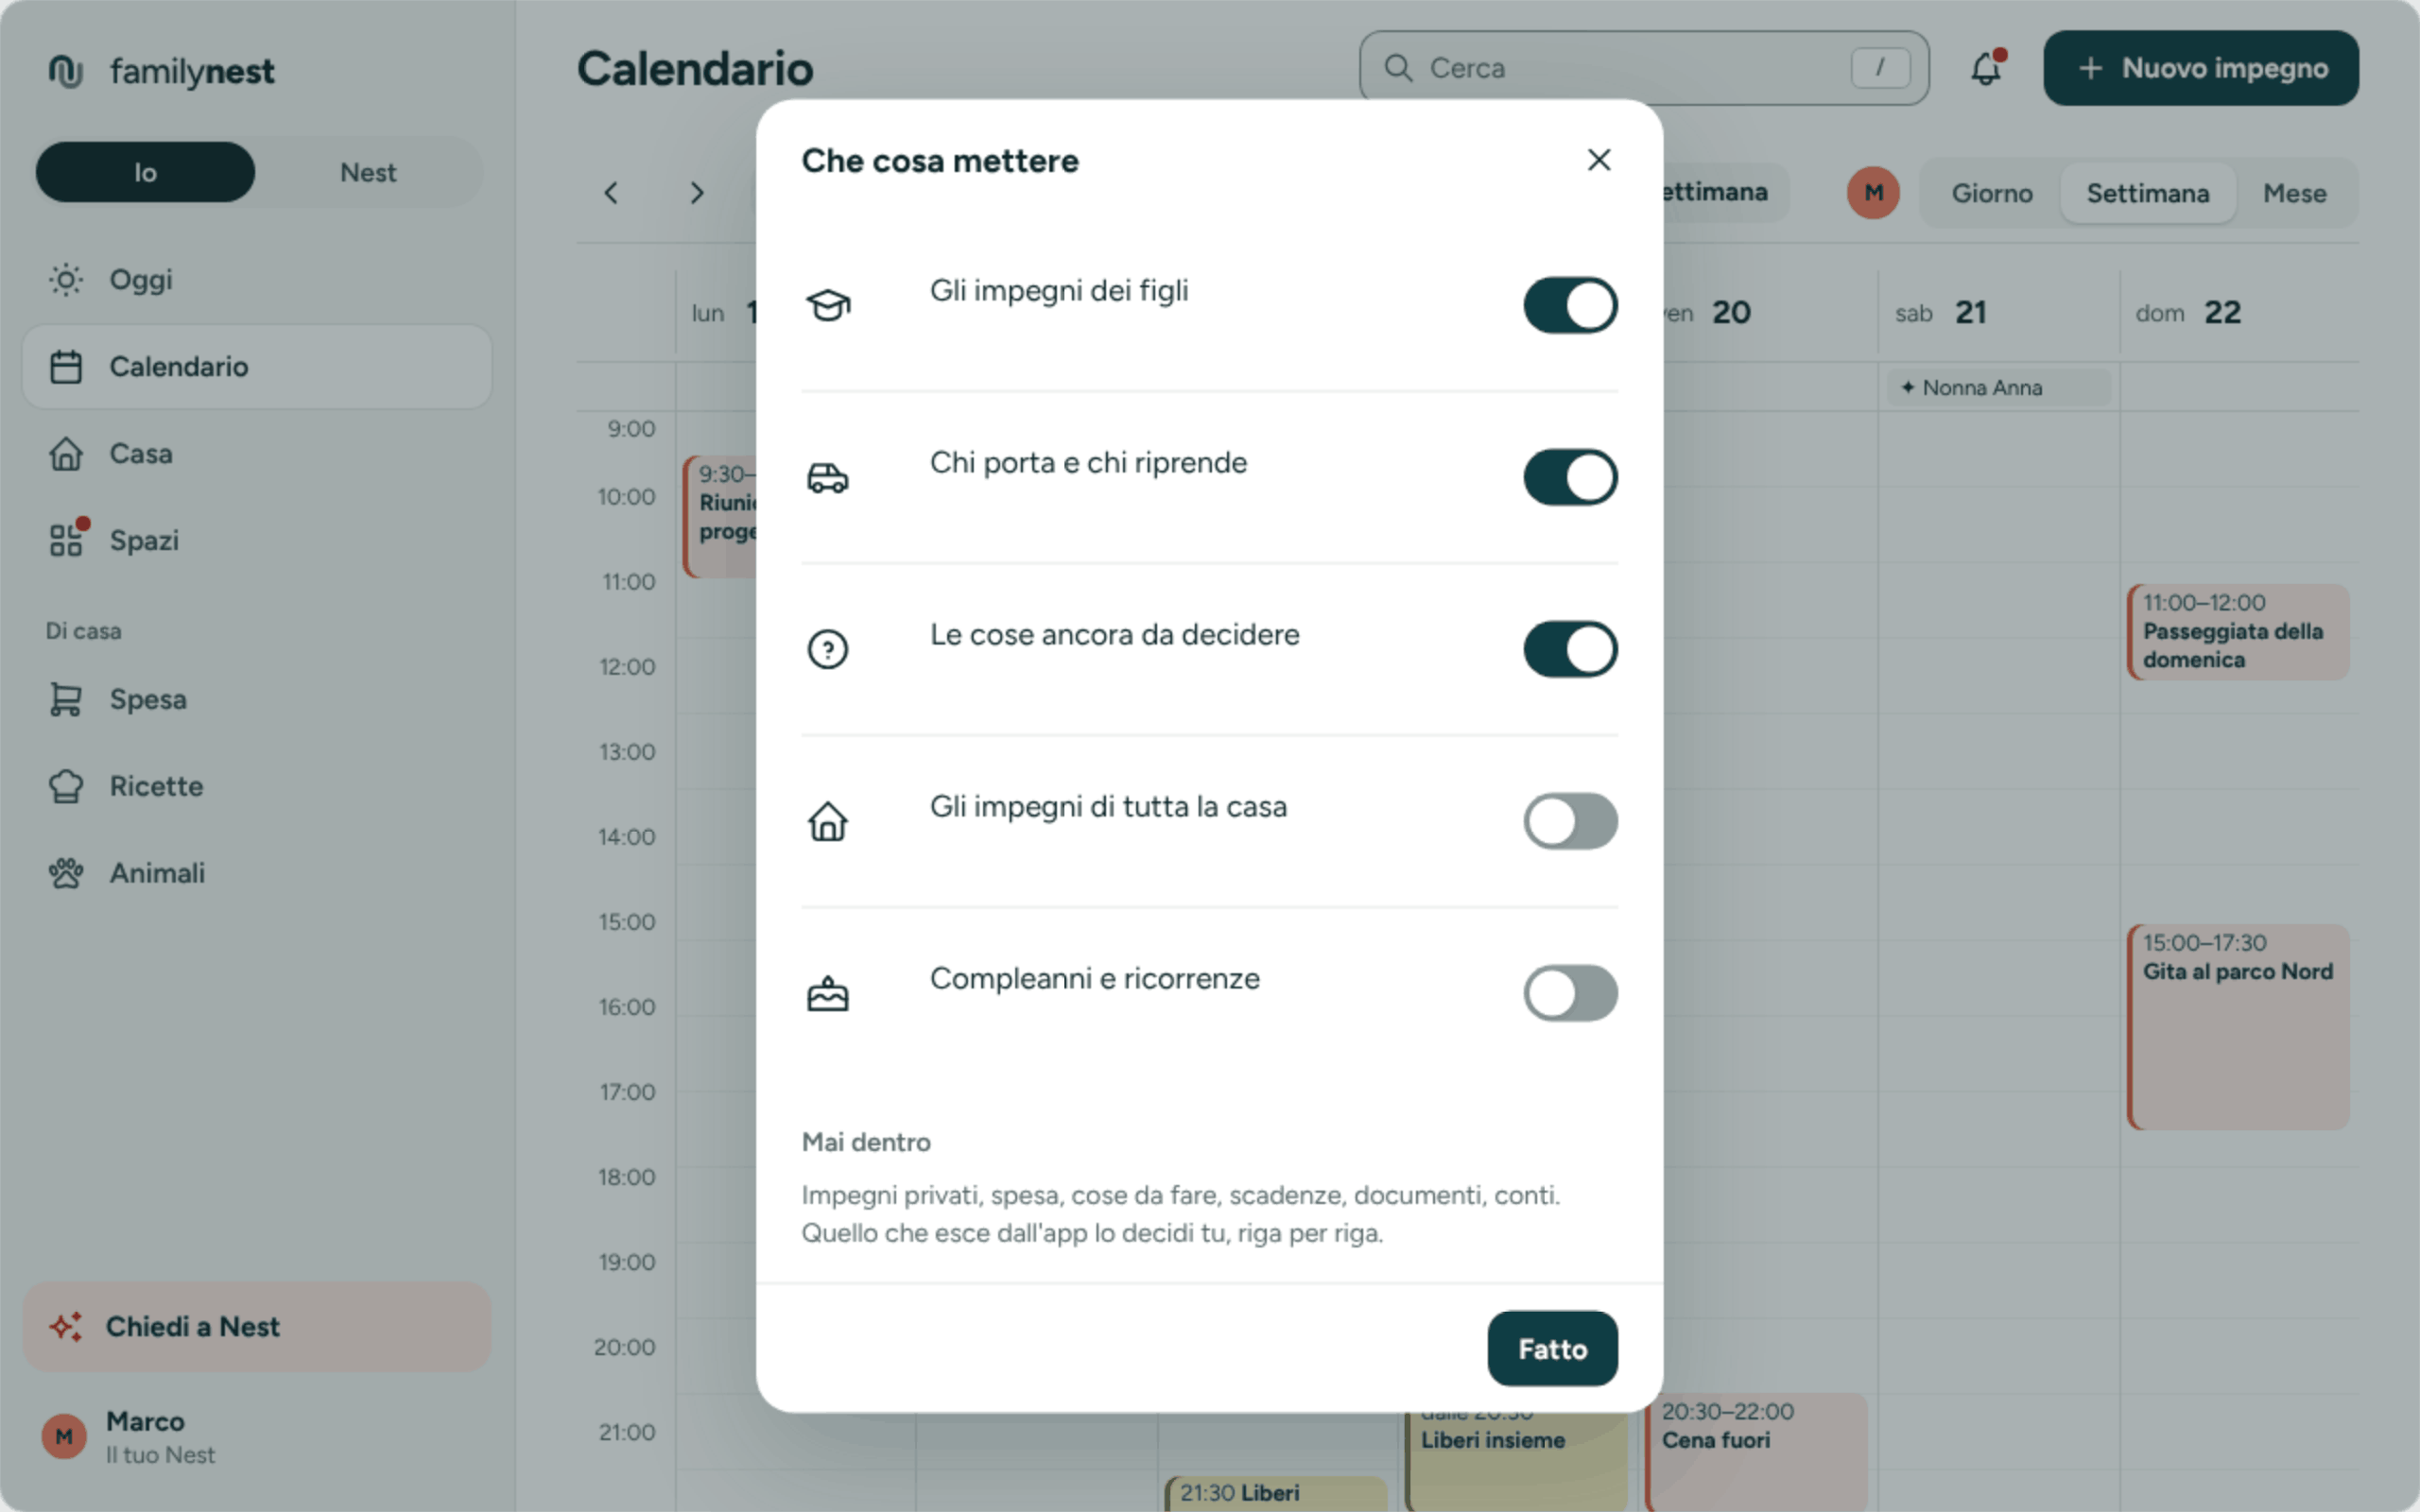 familynest
Io
Nest
Oggi
Calendario
Casa
Spazi
Di casa
Spesa
Ricette
Animali
Chiedi a Nest
M
Marco
Il tuo Nest
Calendario
Cerca
/
Nuovo impegno
M
Giorno
Settimana
Mese
lun
20
sab 21
dom 22
✦ Nonna Anna
9:00
10:00
11:00
12:00
13:00
14:00
15:00
16:00
17:00
18:00
19:00
20:00
21:00
9:30–
11:00–12:00
Passeggiata della
domenica
15:00–17:30
Gita al parco Nord
Liberi insieme
20:30–22:00
Cena fuori
21:30 Liberi
Che cosa mettere
Gli impegni dei figli
Chi porta e chi riprende
Le cose ancora da decidere
Gli impegni di tutta la casa
Compleanni e ricorrenze
Mai dentro
Impegni privati, spesa, cose da fare, scadenze, documenti, conti.
Quello che esce dall'app lo decidi tu, riga per riga.
Fatto